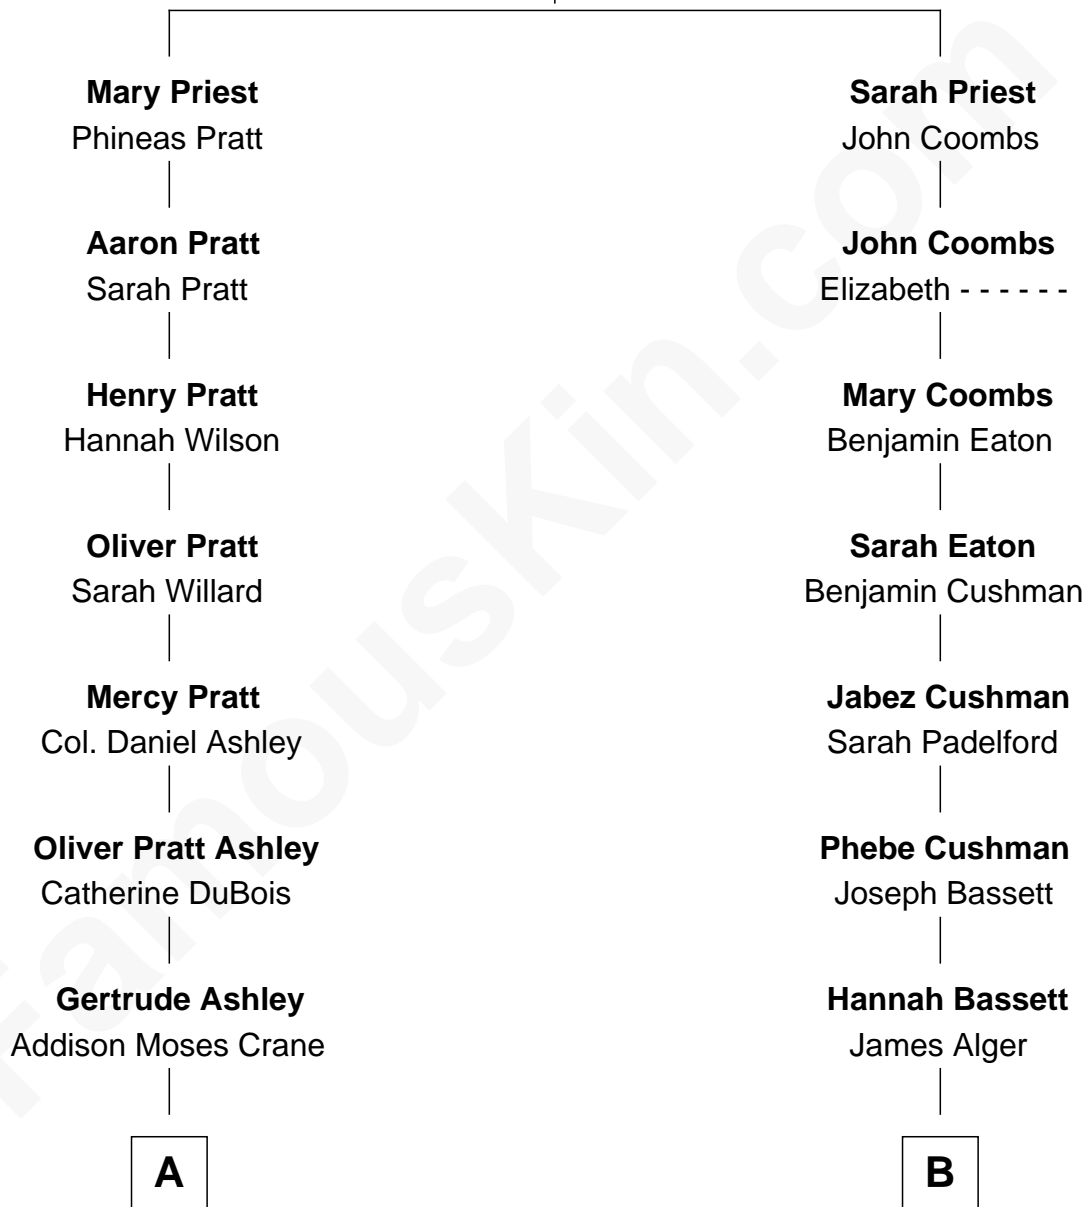 Mary Priest
Phineas Pratt
Aaron Pratt
Sarah Pratt
Henry Pratt
Hannah Wilson
Oliver Pratt
Sarah Willard
Mercy Pratt
Col. Daniel Ashley
Oliver Pratt Ashley
Catherine DuBois
Gertrude Ashley
Addison Moses Crane
A
Sarah Priest
John Coombs
John Coombs
Elizabeth - - - - - -
Mary Coombs
Benjamin Eaton
Sarah Eaton
Benjamin Cushman
Jabez Cushman
Sarah Padelford
Phebe Cushman
Joseph Bassett
Hannah Bassett
James Alger
B
FamousKin.com